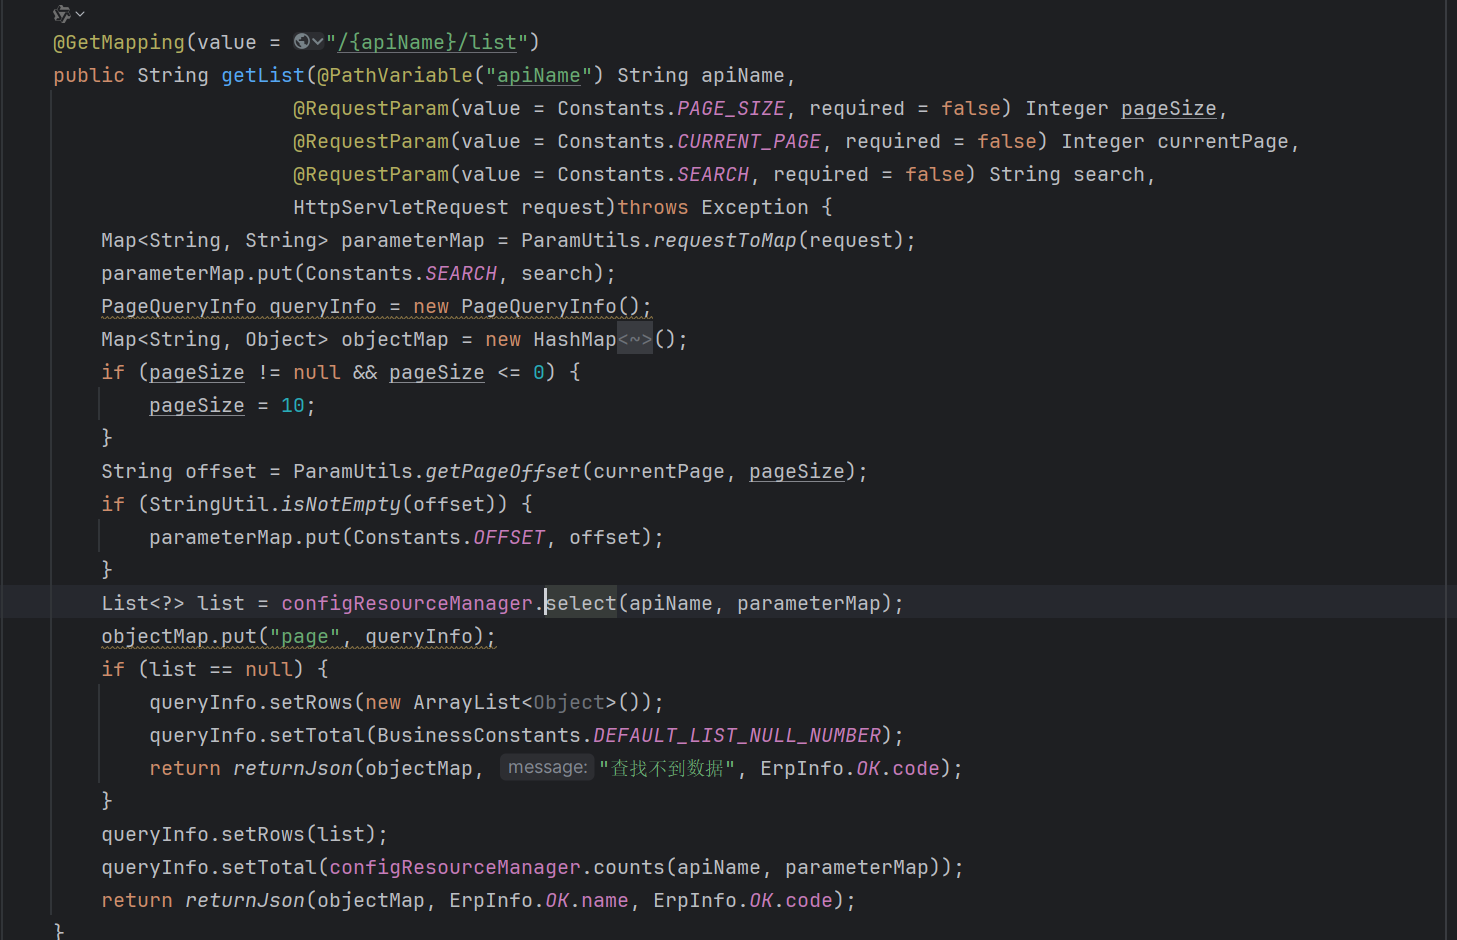 @GetMapping(value = "/{apiName}/list")
public String getList(@PathVariable("apiName") String apiName,
@RequestParam(value = Constants.PAGE_SIZE, required = false) Integer pageSize,
@RequestParam(value = Constants.CURRENT_PAGE, required = false) Integer currentPage,
@RequestParam(value = Constants.SEARCH, required = false) String search,
HttpServletRequest request)throws Exception {
Map<String, String> parameterMap = ParamUtils.requestToMap(request);
parameterMap.put(Constants.SEARCH, search);
PageQueryInfo queryInfo = new PageQueryInfo();
Map<String, Object> objectMap = new HashMap<~>();
if (pageSize != null && pageSize <= 0) {
pageSize = 10;
}
String offset = ParamUtils.getPageOffset(currentPage, pageSize);
if (StringUtil.isNotEmpty(offset)) {
parameterMap.put(Constants.OFFSET, offset);
}
List<?> list = configResourceManager.select(apiName, parameterMap);
objectMap.put("page", queryInfo);
if (list == null) {
queryInfo.setRows(new ArrayList<Object>());
queryInfo.setTotal(BusinessConstants.DEFAULT_LIST_NULL_NUMBER);
return returnJson(objectMap, message: "查找不到数据", ErpInfo.OK.code);
}
queryInfo.setRows(list);
queryInfo.setTotal(configResourceManager.counts(apiName, parameterMap));
return returnJson(objectMap, ErpInfo.OK.name, ErpInfo.OK.code);
}